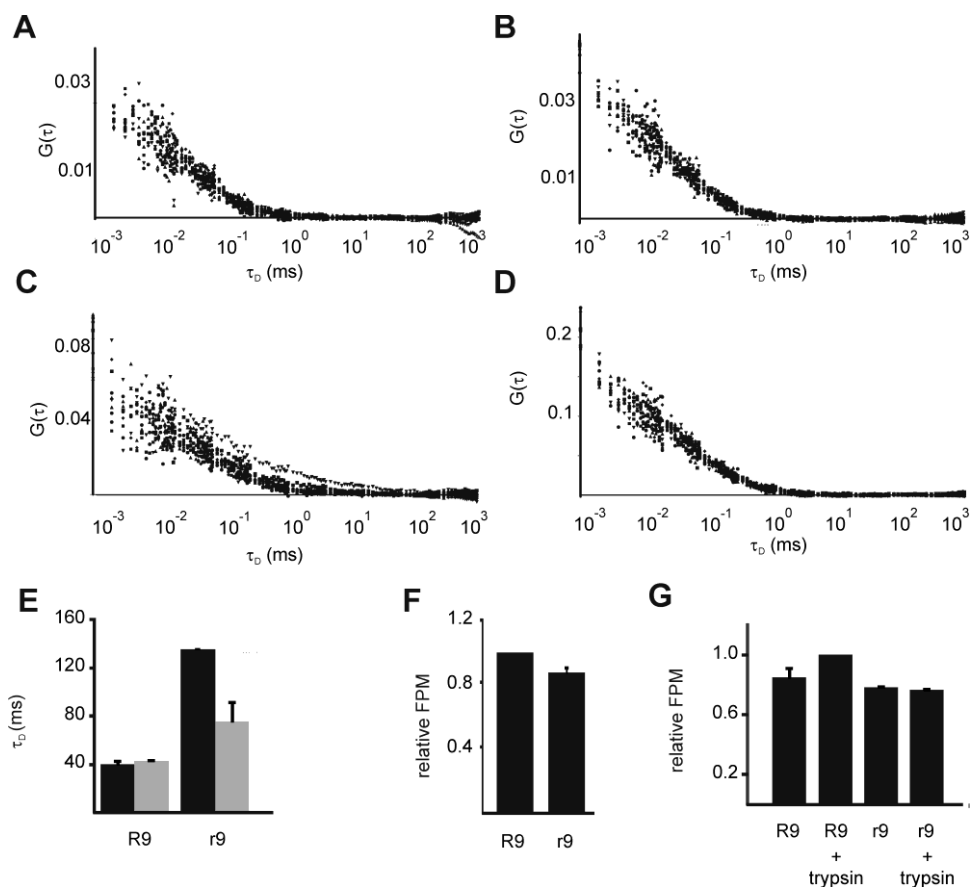 A
G(τ)
0.03
0.01
10-3 10-2 10-1 100 101 102 103
τD (ms)
B
G(τ)
0.03
0.01
10-3 10-2 10-1 100 101 102 103
τD (ms)
C
G(τ)
0.08
0.04
10-3 10-2 10-1 100 101 102 103
τD (ms)
D
G(τ)
0.2
0.1
10-3 10-2 10-1 100 101 102 103
τD (ms)
E
τD (ms)
160
120
80
40
R9 r9
F
relative FPM
1.2
0.8
0.4
R9 r9
G
relative FPM
1.0
0.6
0.2
R9 R9 + trypsin r9 r9 + trypsin